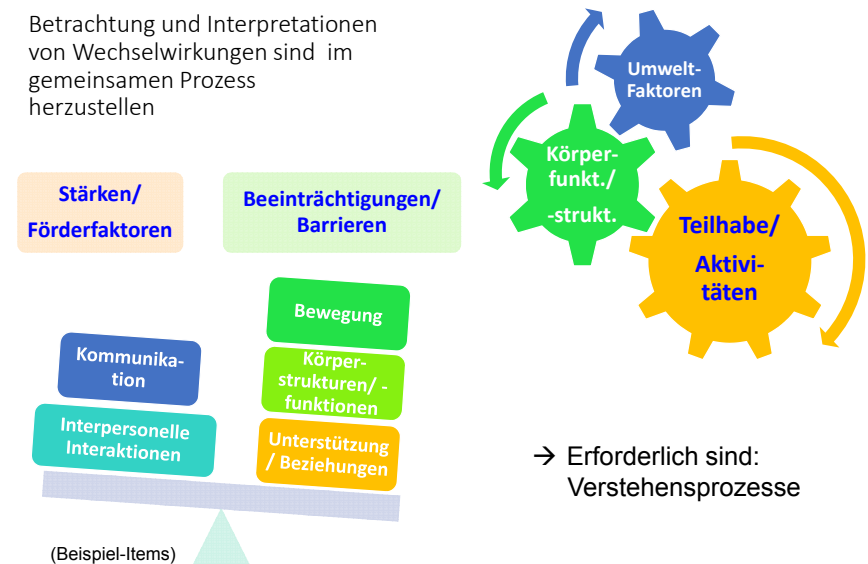 Betrachtung und Interpretationen
von Wechselwirkungen sind  im
gemeinsamen Prozess
herzustellen
Umwelt-
Faktoren
Körper-
funkt./
-strukt.
Teilhabe/
Aktivi-
täten
Stärken/
Förderfaktoren
Beeinträchtigungen/
Barrieren
Kommunika-
tion
Interpersonelle
Interaktionen
Bewegung
Körper-
strukturen/ -
funktionen
Unterstützung
/ Beziehungen
→ Erforderlich sind:
Verstehensprozesse
(Beispiel-Items)